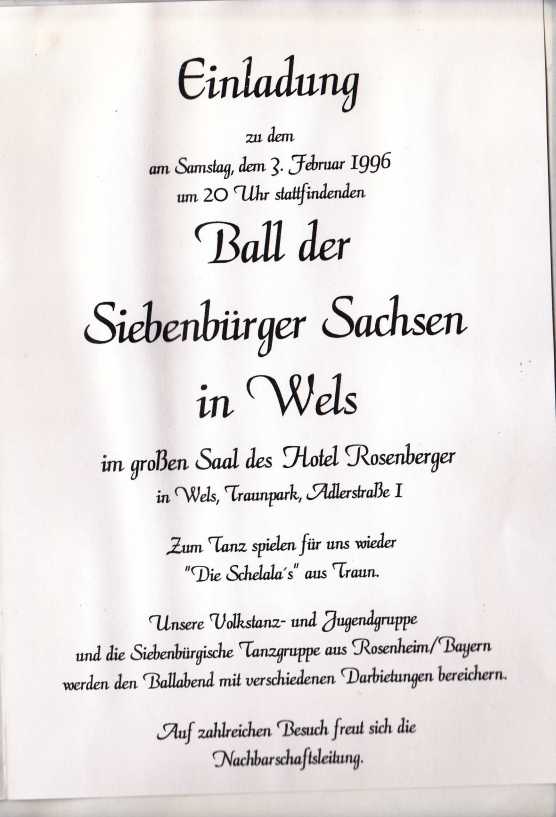 Einladung
zu dem
am Samstag, dem 3. Februar 1996
um 20 Uhr stattfindenden
Ball der
Siebenbürger Sachsen
in Wels
im großen Saal des Hotel Rosenberger
in Wels, Traunpark, Adlerstraße 1
Zum Tanz spielen für uns wieder
"Die Schelala´s" aus Traun.
Unsere Volkstanz- und Jugendgruppe
und die Siebenbürgische Tanzgruppe aus Rosenheim/Bayern
werden den Ballabend mit verschiedenen Darbietungen bereichern.
Auf zahlreichen Besuch freut sich die
Nachbarschaftsleitung.